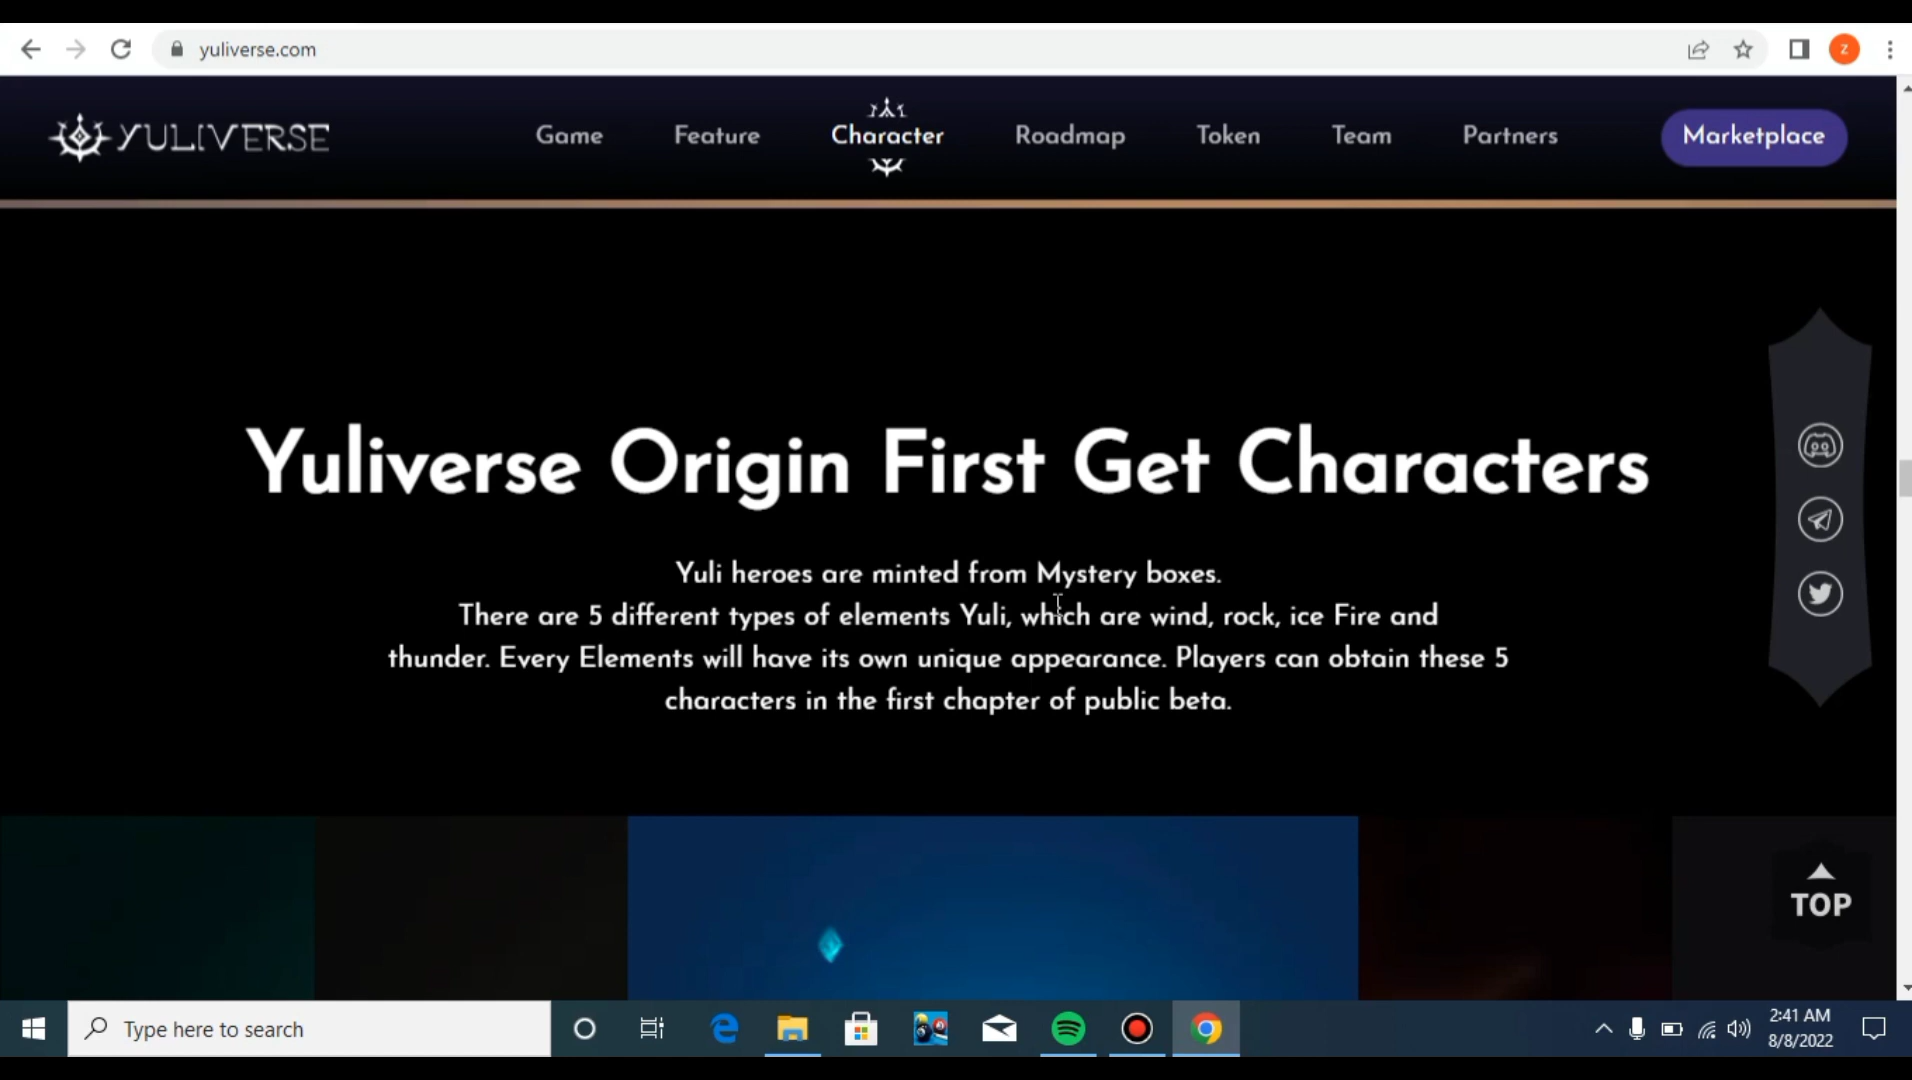 yuliverse.com
Z
YULIVERSE
Game
Feature
Character
Roadmap
Token
Team
Partners
Marketplace
Yuliverse Origin First Get Characters
Yuli heroes are minted from Mystery boxes.
There are 5 different types of elements Yuli, which are wind, rock, ice Fire and
thunder. Every Elements will have its own unique appearance. Players can obtain these 5
characters in the first chapter of public beta.
TOP
Type here to search
2:41 AM
8/8/2022